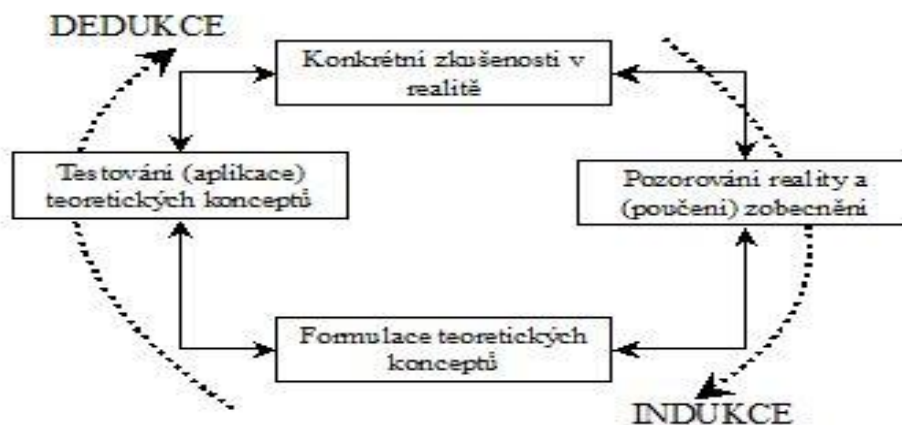 DEDUKCE
Konkrétní zkušenosti v
realitě
Testování (aplikace)
teoretických konceptů
Pozorování reality a
(poučení) zobecnění
Formulace teoretických
konceptů
INDUKCE